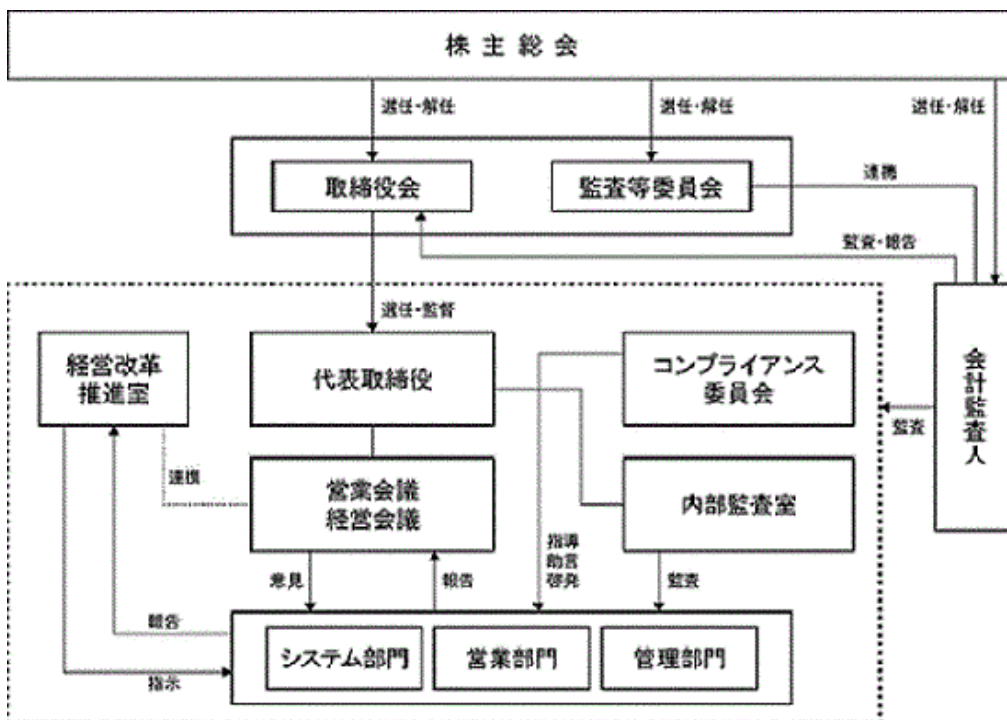 株主総会
選任・解任
選任・解任
選任・解任
取締役会
監査等委員会
連携
監査・報告
選任・監督
経営改革
推進室
代表取締役
コンプライアンス
委員会
会計監査人
監査
連携
営業会議
経営会議
内部監査室
意見
報告
指導
助言
啓発
監査
報告
指示
システム部門
営業部門
管理部門